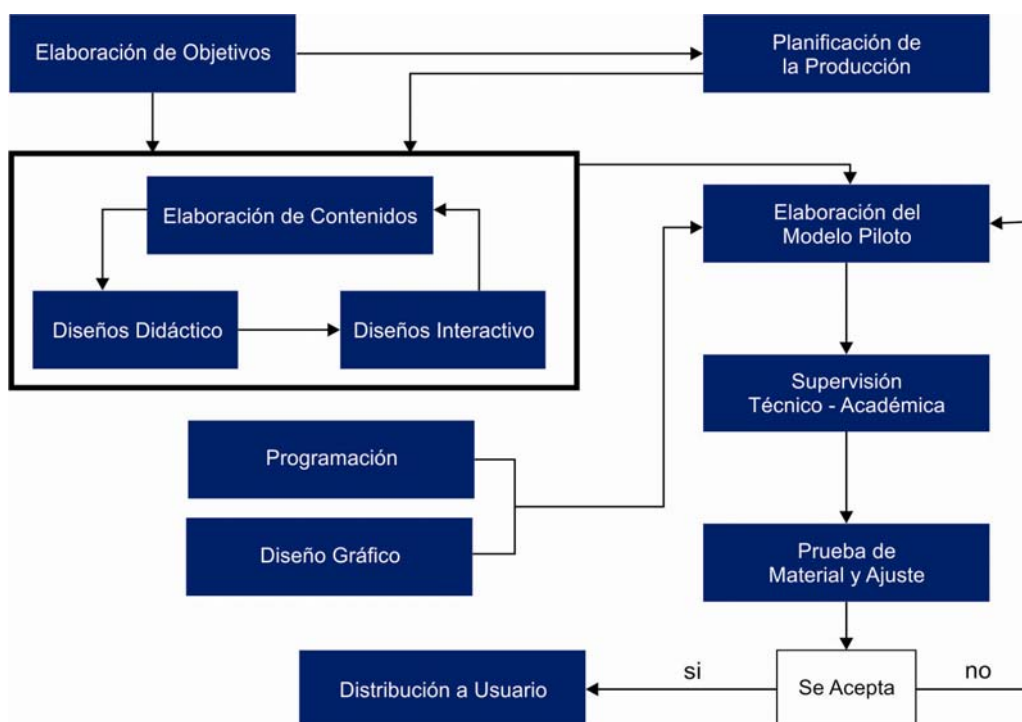 Elaboración de Objetivos
Planificación de
la Producción
Elaboración de Contenidos
Diseños Didáctico
Diseños Interactivo
Elaboración del
Modelo Piloto
Supervisión
Técnico - Académica
Programación
Diseño Gráfico
Prueba de
Material y Ajuste
Distribución a Usuario
si
Se Acepta
no